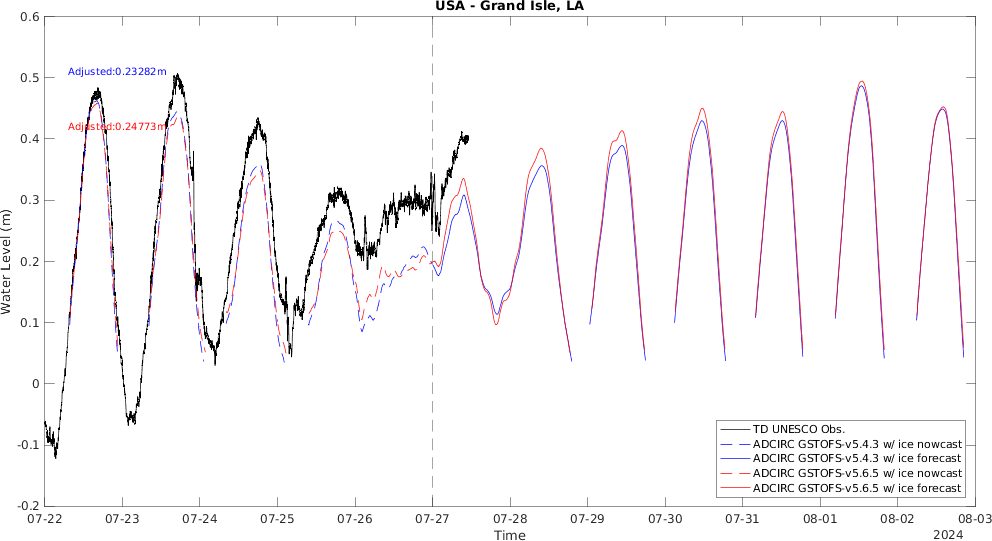 USA - Grand Isle, LA
0.6
0.5
0.4
0.3
0.2
0.1
0
-0.1
-0.2
Water Level (m)
Adjusted:0.23282m
Adjusted:0.24773m
TD UNESCO Obs.
ADCIRC GSTOFS-v5.4.3 w/ ice nowcast
ADCIRC GSTOFS-v5.4.3 w/ ice forecast
ADCIRC GSTOFS-v5.6.5 w/ ice nowcast
ADCIRC GSTOFS-v5.6.5 w/ ice forecast
07-22 07-23 07-24 07-25 07-26 07-27 07-28 07-29 07-30 07-31 08-01 08-02 08-03
Time
2024